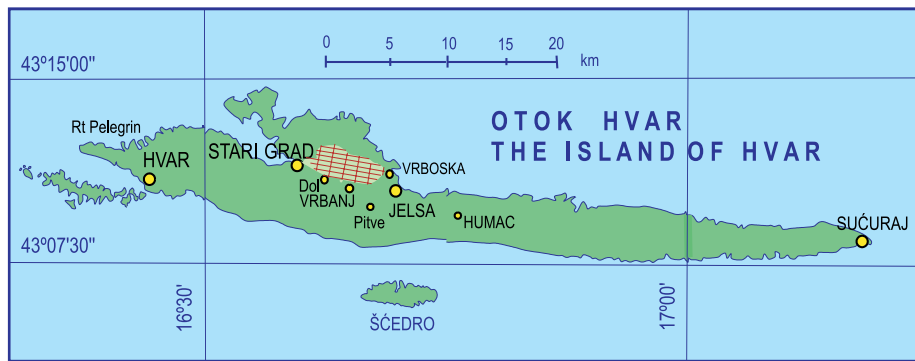 0 5 10 15 20
km
43º15'00"
OTOK HVAR
THE ISLAND OF HVAR
Rt Pelegrin
STARI GRAD
HVAR
VRBOSKA
Dol
VRBANJ
JELSA
Pitve
HUMAC
SUĆURAJ
43º07'30"
16º30'
17º00'
ŠĆEDRO